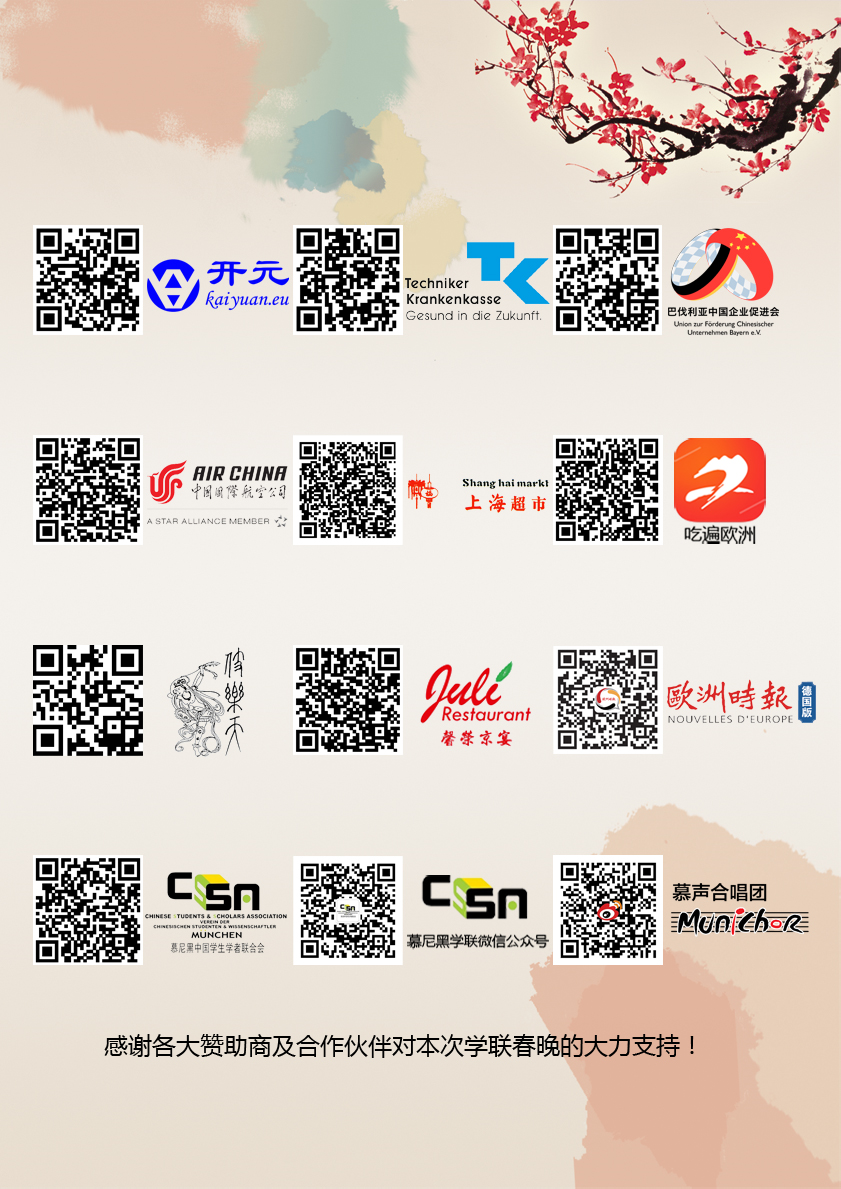 开元
kaiyuan.eu
Techniker
Krankenkasse
Gesund in die Zukunft.
TK
巴伐利亚中国企业促进会
Union zur Förderung Chinesischer
Unternehmen Bayern e.V.
AIR CHINA
中国国际航空公司
A STAR ALLIANCE MEMBER
Shang hai markt
上海超市
吃遍欧洲
樂天
Juli
Restaurant
馨荣京宴
歐洲時報
NOUVELLES D'EUROPE
德国版
CSSA
CHINESE STUDENTS & SCHOLARS ASSOCIATION
VEREIN DER
CHINESISCHEN STUDENTEN & WISSENSCHAFTLER
MUNCHEN
慕尼黑中国学生学者联合会
CSSA
慕尼黑学联微信公众号
慕声合唱团
MunichoR
感谢各大赞助商及合作伙伴对本次学联春晚的大力支持！